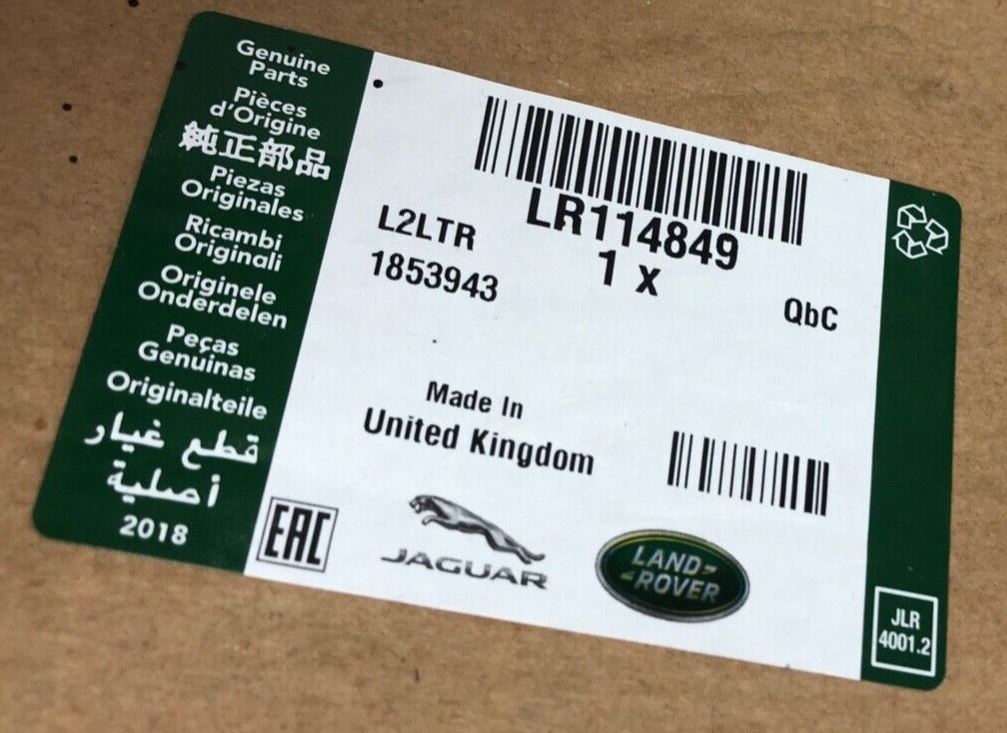 Genuine
Parts
Pièces
d'Origine
純正部品
Piezas
Originales
Ricambi
Originali
Originele
Onderdelen
Peças
Genuinas
Originalteile
قطع غيار
أصلية
2018
LR114849
1 X
L2LTR
1853943
QbC
Made In
United Kingdom
EAC
JAGUAR
LAND-
-ROVER
JLR
4001.2